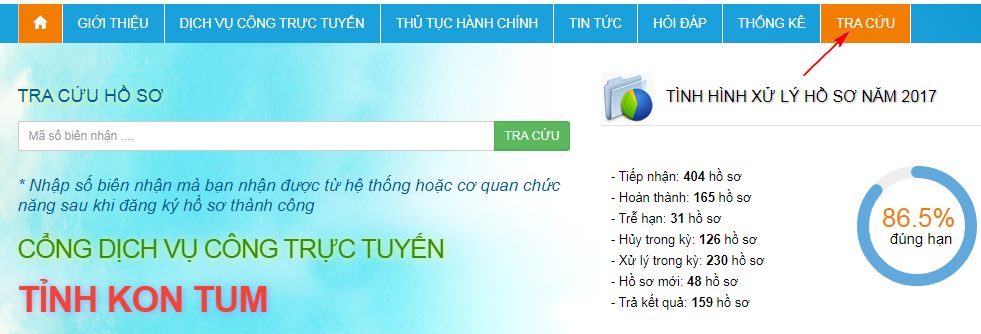 GIỚI THIỆU DỊCH VỤ CÔNG TRỰC TUYẾN THỦ TỤC HÀNH CHÍNH TIN TỨC HỎI ĐÁP THỐNG KÊ TRA CỨU
TRA CỨU HỒ SƠ
Mã số biên nhận .... TRA CỨU
* Nhập số biên nhận mà bạn nhận được từ hệ thống hoặc cơ quan chức
năng sau khi đăng ký hồ sơ thành công
CỔNG DỊCH VỤ CÔNG TRỰC TUYẾN
TỈNH KON TUM
TÌNH HÌNH XỬ LÝ HỒ SƠ NĂM 2017
- Tiếp nhận: 404 hồ sơ
- Hoàn thành: 165 hồ sơ
- Trễ hạn: 31 hồ sơ
- Hủy trong kỳ: 126 hồ sơ
- Xử lý trong kỳ: 230 hồ sơ
- Hồ sơ mới: 48 hồ sơ
- Trả kết quả: 159 hồ sơ
86.5%
đúng hạn